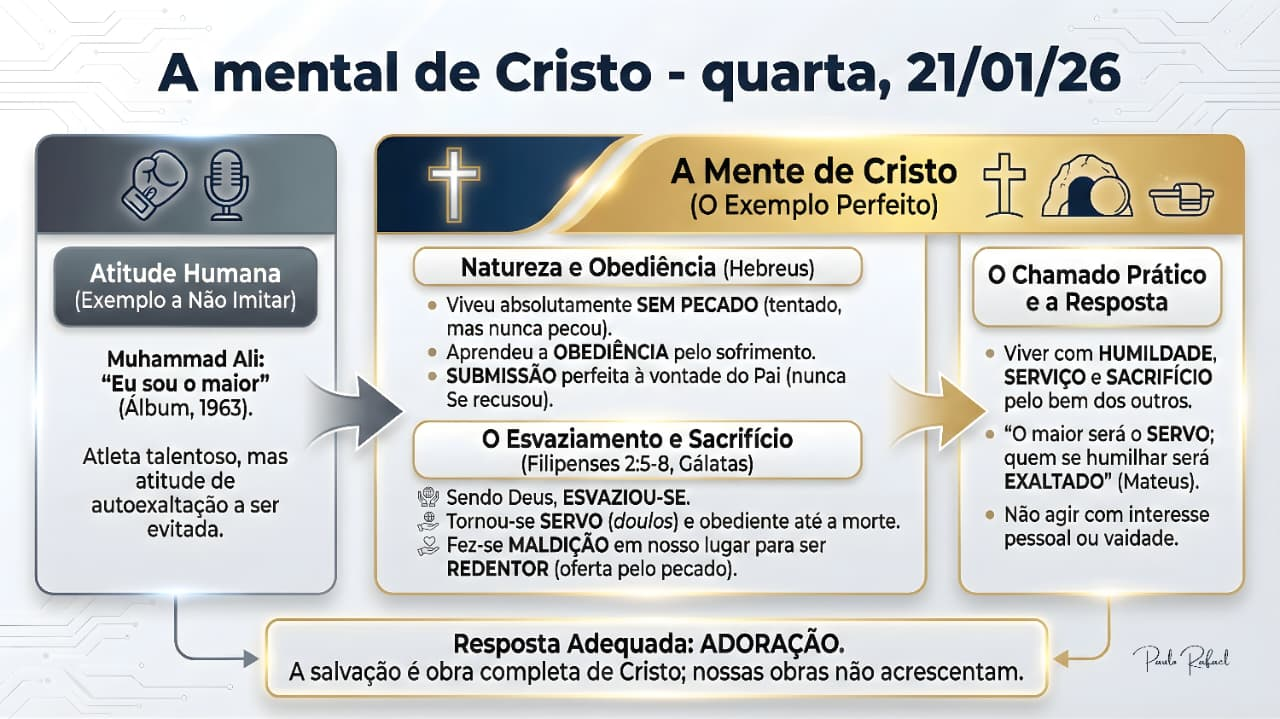 A mental de Cristo - quarta, 21/01/26
Atitude Humana
(Exemplo a Não Imitar)
Muhammad Ali:
“Eu sou o maior”
(Álbum, 1963).
Atleta talentoso, mas
atitude de
autoexaltação a ser
evitada.
A Mente de Cristo
(O Exemplo Perfeito)
Natureza e Obediência (Hebreus)
• Viveu absolutamente SEM PECADO (tentado,
mas nunca pecou).
• Aprendeu a OBEDIÊNCIA pelo sofrimento.
• SUBMISSÃO perfeita à vontade do Pai (nunca
Se recusou).
O Esvaziamento e Sacrifício
(Filipenses 2:5-8, Gálatas)
Sendo Deus, ESVAZIOU-SE.
Tornou-se SERVO (doulos) e obediente até a morte.
Fez-se MALDIÇÃO em nosso lugar para ser
REDENTOR (oferta pelo pecado).
O Chamado Prático
e a Resposta
• Viver com HUMILDADE,
SERVIÇO e SACRIFÍCIO
pelo bem dos outros.
• “O maior será o SERVO;
quem se humilhar será
EXALTADO” (Mateus).
• Não agir com interesse
pessoal ou vaidade.
Resposta Adequada: ADORAÇÃO.
A salvação é obra completa de Cristo; nossas obras não acrescentam.
Paulo Rafael